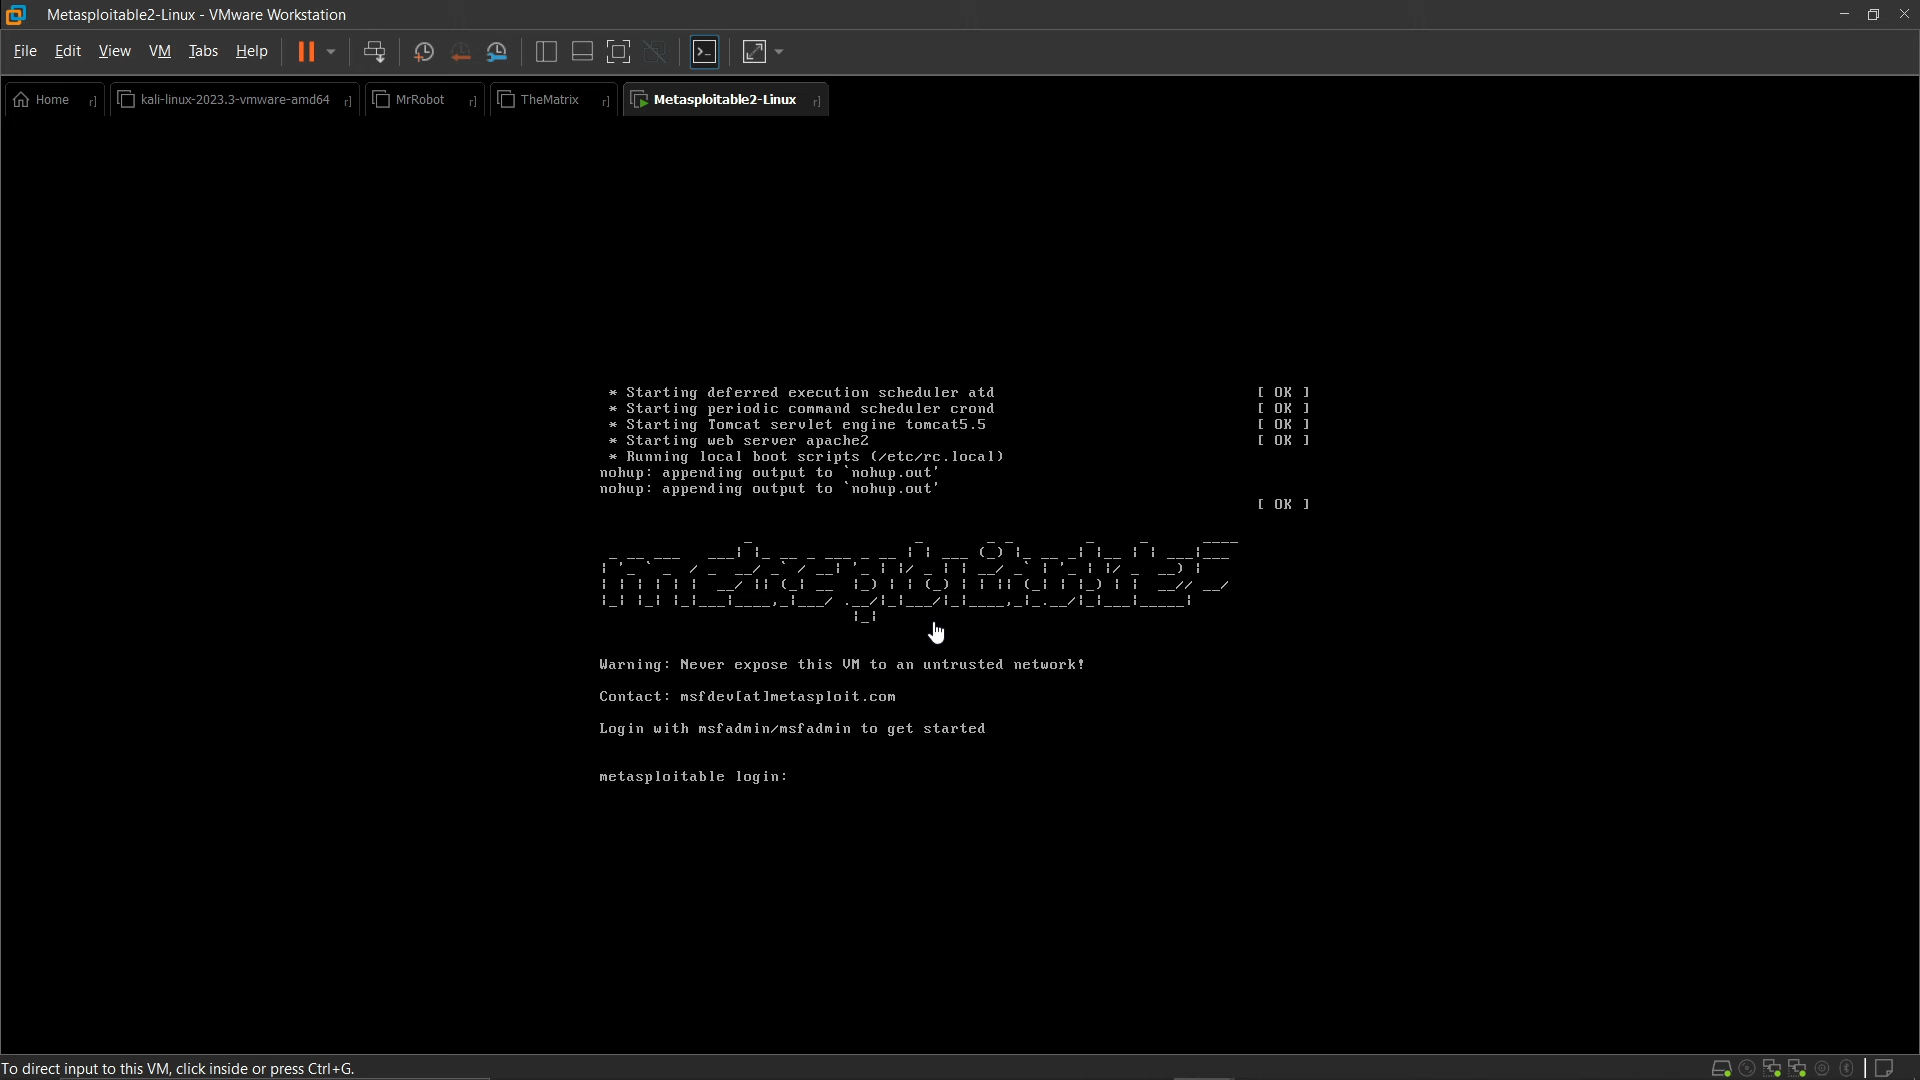 Metasploitable2-Linux - VMware Workstation
File Edit View VM Tabs Help
Home kali-linux-2023.3-vmware-amd64 MrRobot TheMatrix Metasploitable2-Linux
* Starting deferred execution scheduler atd [ OK ]
* Starting periodic command scheduler crond [ OK ]
* Starting Tomcat servlet engine tomcat5.5 [ OK ]
* Starting web server apache2 [ OK ]
* Running local boot scripts (/etc/rc.local)
nohup: appending output to `nohup.out'
nohup: appending output to `nohup.out'
[ OK ]
metasploitable2
Warning: Never expose this VM to an untrusted network!
Contact: msfdev[at]metasploit.com
Login with msfadmin/msfadmin to get started
metasploitable login:
To direct input to this VM, click inside or press Ctrl+G.